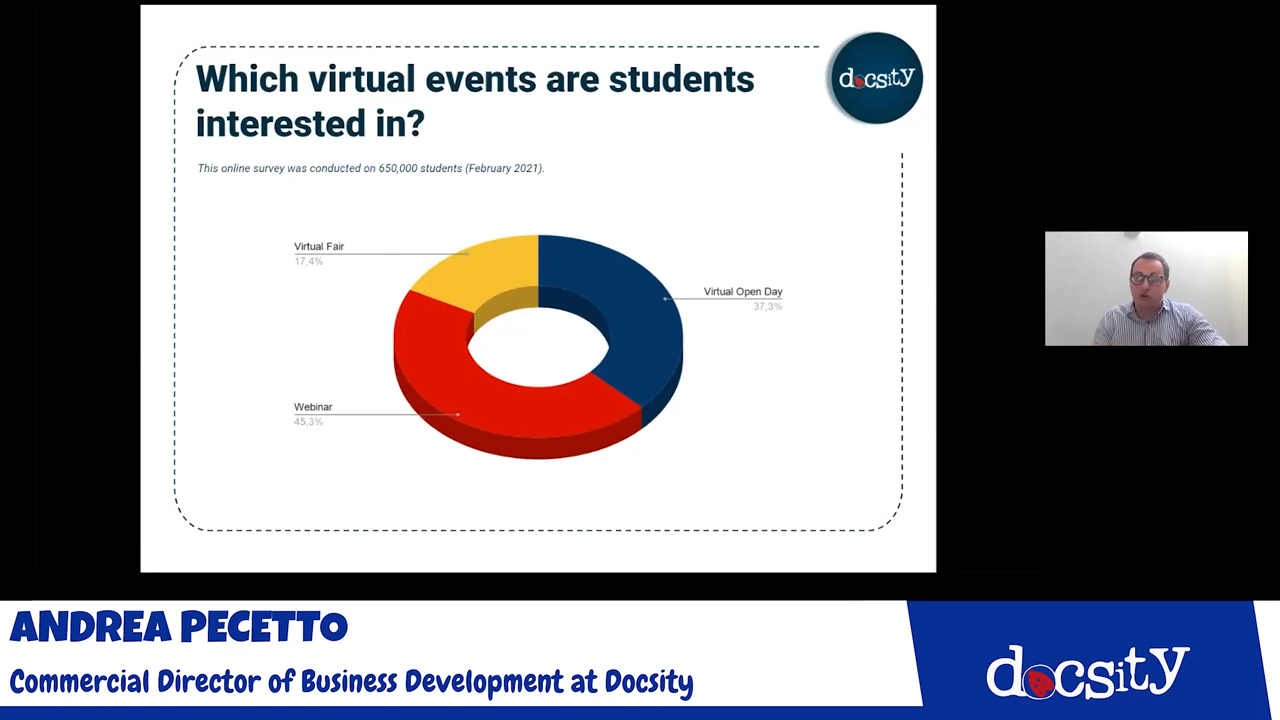 Which virtual events are students
interested in?
docsity
This online survey was conducted on 650,000 students (February 2021).
Virtual Fair
17,4%
Virtual Open Day
37,3%
Webinar
45,3%
ANDREA PECETTO
Commercial Director of Business Development at Docsity
docsity